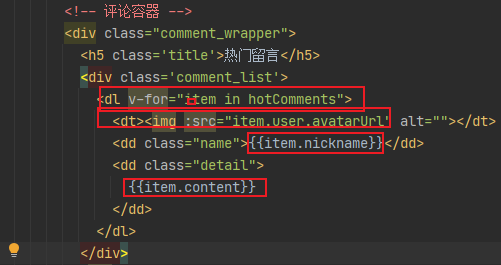 <!-- 评论容器 -->
<div class="comment_wrapper">
<h5 class='title'>热门留言</h5>
<div class='comment_list'>
<dl v-for="item in hotComments">
<dt><img :src="item.user.avatarUrl" alt=""></dt>
<dd class="name">{{item.nickname}}</dd>
<dd class="detail">
{{item.content}}
</dd>
</dl>
</div>